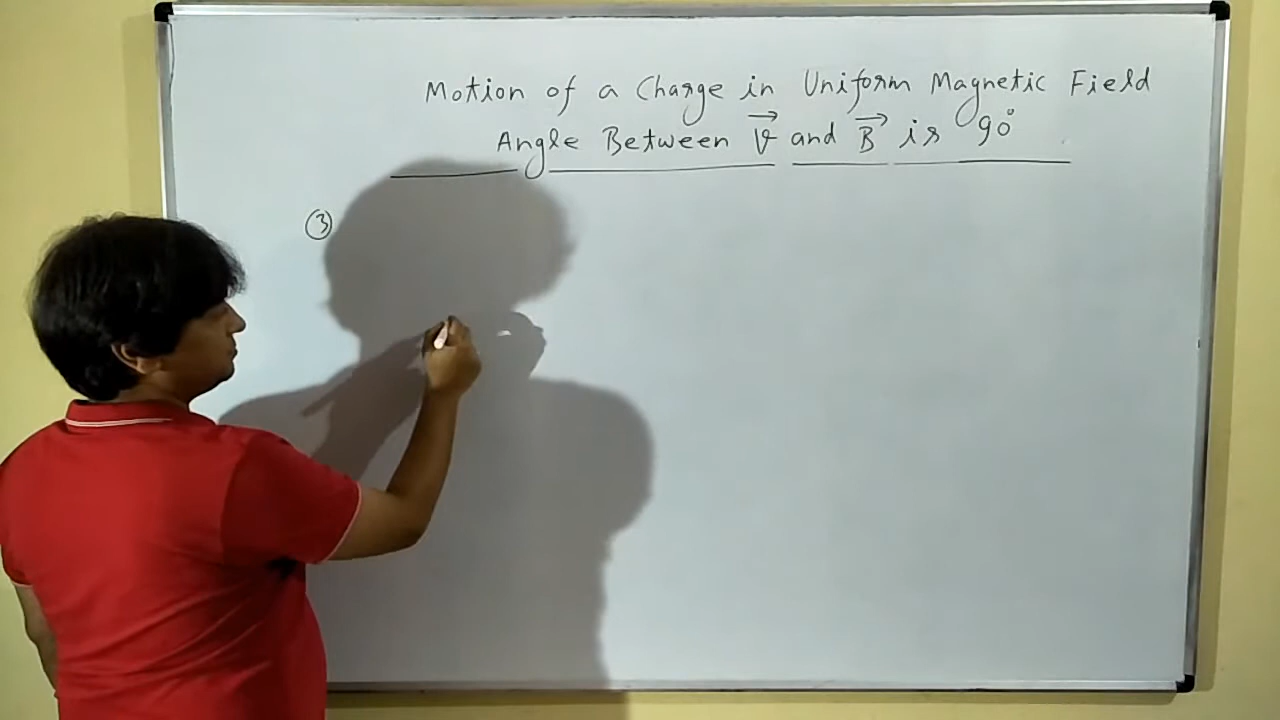 Motion of a Charge in Uniform Magnetic Field
Angle Between V⃗ and B⃗ is 90°
③